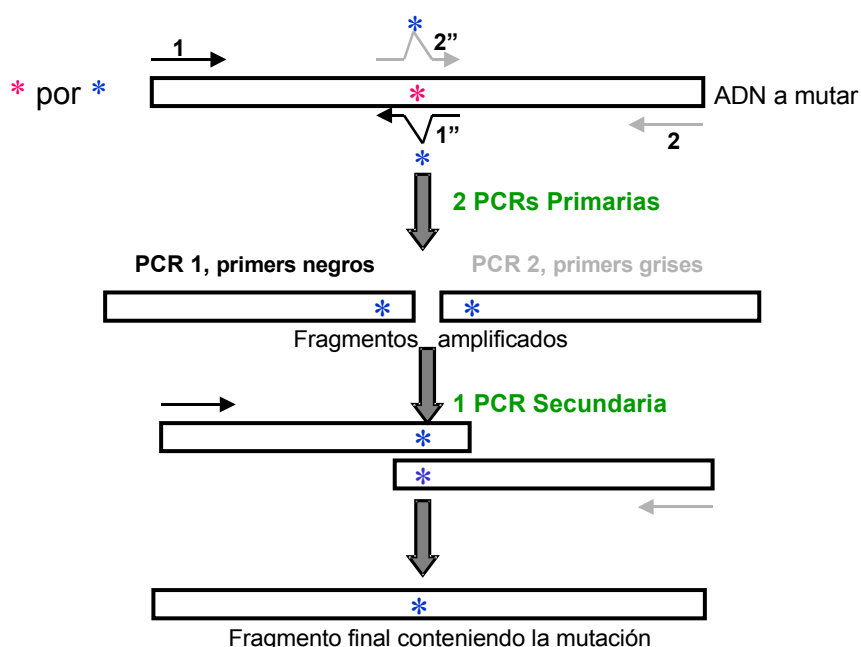 1
2”
* por *
*
ADN a mutar
1”
2
2 PCRs Primarias
PCR 1, primers negros
PCR 2, primers grises
Fragmentos amplificados
1 PCR Secundaria
Fragmento final conteniendo la mutación